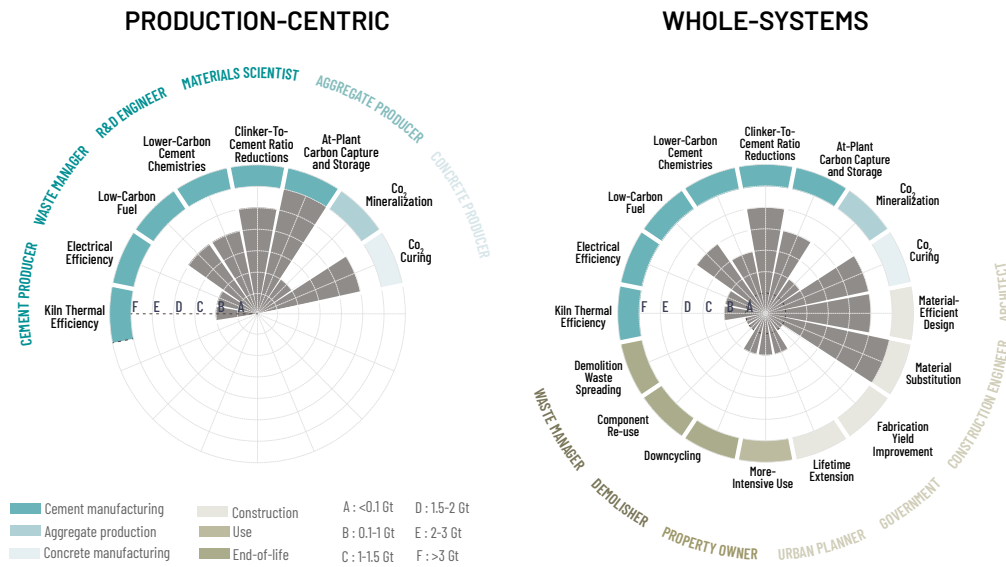 PRODUCTION-CENTRIC
CEMENT PRODUCER
WASTE MANAGER
R&D ENGINEER
MATERIALS SCIENTIST
AGGREGATE PRODUCER
CONCRETE PRODUCER
Kiln Thermal
Efficiency
Electrical
Efficiency
Low-Carbon
Fuel
Lower-Carbon
Cement
Chemistries
Clinker-To-
Cement Ratio
Reductions
At-Plant
Carbon Capture
and Storage
Co2
Mineralization
Co2
Curing
F E D C B A
WHOLE-SYSTEMS
Kiln Thermal
Efficiency
Electrical
Efficiency
Low-Carbon
Fuel
Lower-Carbon
Cement
Chemistries
Clinker-To-
Cement Ratio
Reductions
At-Plant
Carbon Capture
and Storage
Co2
Mineralization
Co2
Curing
Material-
Efficient
Design
Material
Substitution
Fabrication
Yield
Improvement
Lifetime
Extension
More-
Intensive Use
Downcycling
Component
Re-use
Demolition
Waste
Spreading
F E D C B A
ARCHITECT
CONSTRUCTION ENGINEER
GOVERNMENT
URBAN PLANNER
PROPERTY OWNER
DEMOLISHER
WASTE MANAGER
Cement manufacturing
Aggregate production
Concrete manufacturing
Construction
Use
End-of-life
A : <0.1 Gt
B : 0.1-1 Gt
C : 1-1.5 Gt
D : 1.5-2 Gt
E : 2-3 Gt
F : >3 Gt